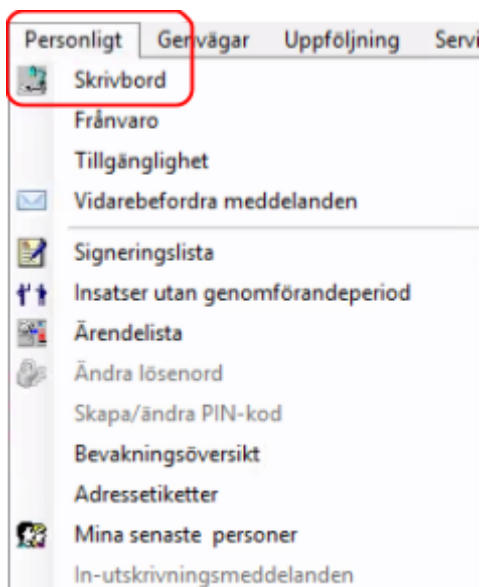 Personligt Genvägar Uppföljning Servi
Skrivbord
Frånvaro
Tillgänglighet
Vidarebefordra meddelanden
Signeringslista
Insatser utan genomförandeperiod
Ärendelista
Ändra lösenord
Skapa/ändra PIN-kod
Bevakningsöversikt
Adressetiketter
Mina senaste personer
In-utskrivningsmeddelanden